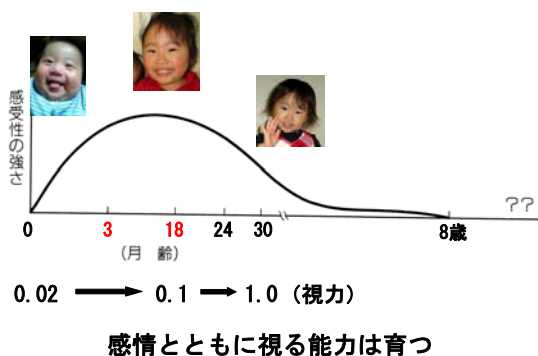 感受性の強さ
??
0 3 18 24 30 8歳
(月 齢)
0.02 → 0.1 → 1.0 (視力)
感情とともに視る能力は育つ